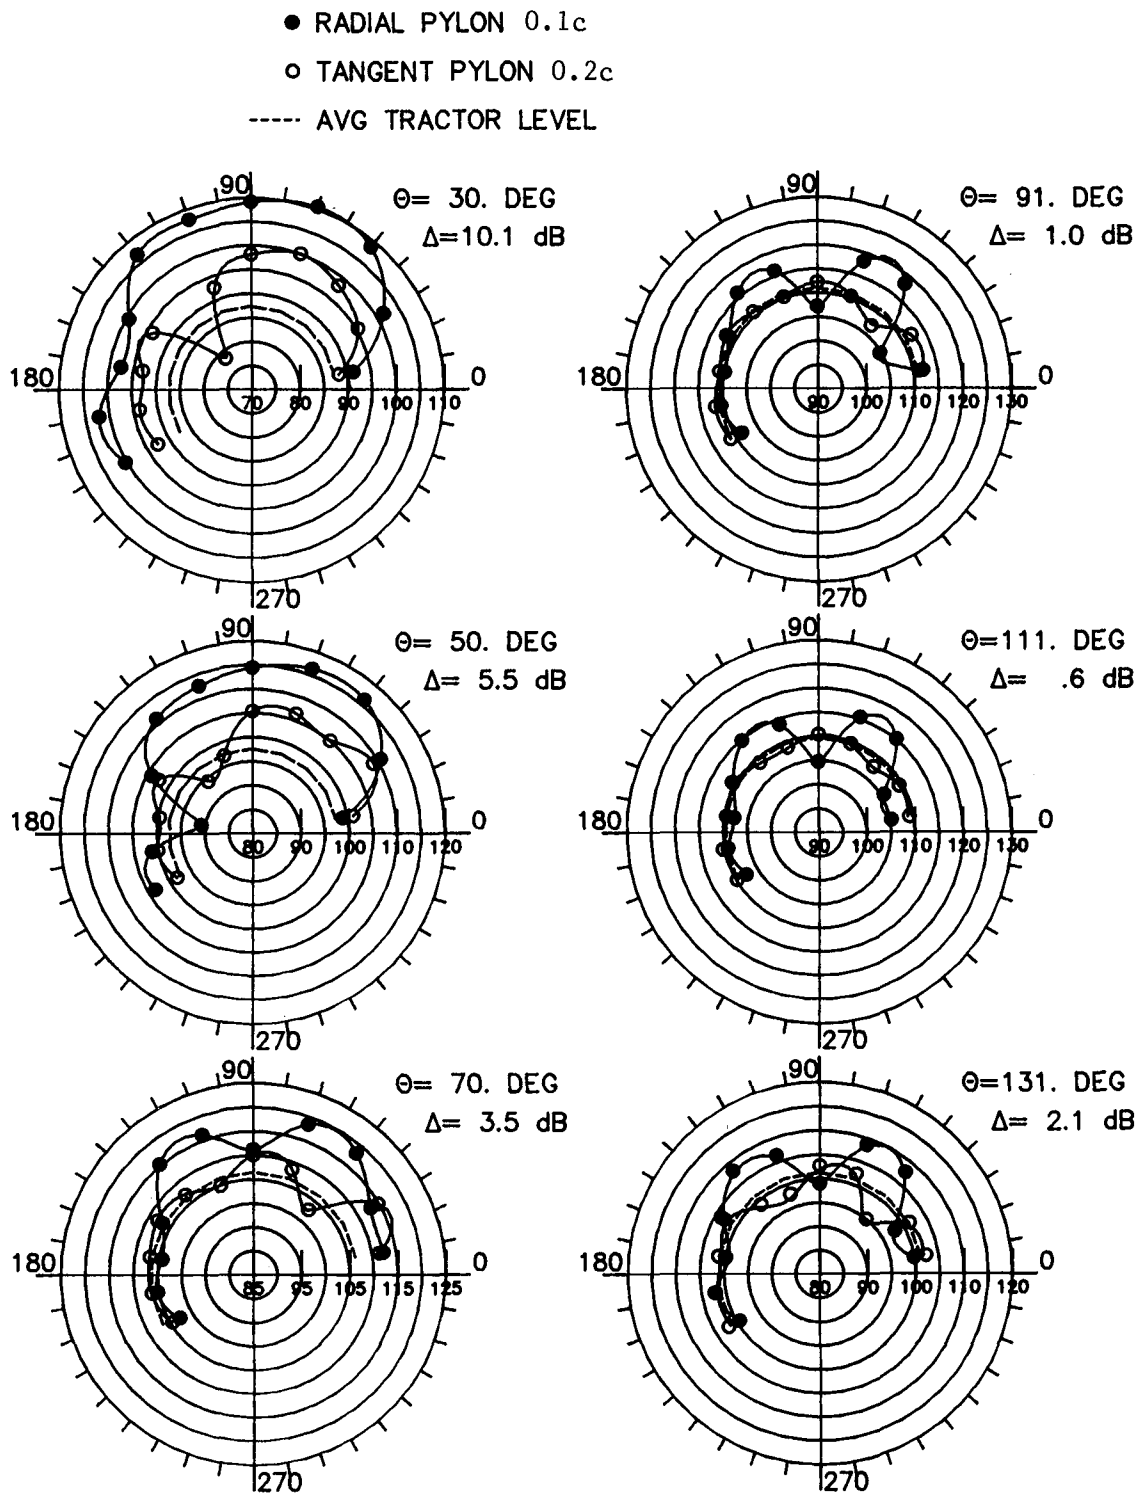 ● RADIAL PYLON 0.1c
○ TANGENT PYLON 0.2c
----- AVG TRACTOR LEVEL
90
Θ= 30. DEG
Δ=10.1 dB
180
0
70 80 90 100 110
270
90
Θ= 91. DEG
Δ= 1.0 dB
180
0
90 100 110 120 130
270
90
Θ= 50. DEG
Δ= 5.5 dB
180
0
80 90 100 110 120
270
90
Θ=111. DEG
Δ= .6 dB
180
0
90 100 110 120 130
270
90
Θ= 70. DEG
Δ= 3.5 dB
180
0
85 95 105 115 125
270
90
Θ=131. DEG
Δ= 2.1 dB
180
0
80 90 100 110 120
270